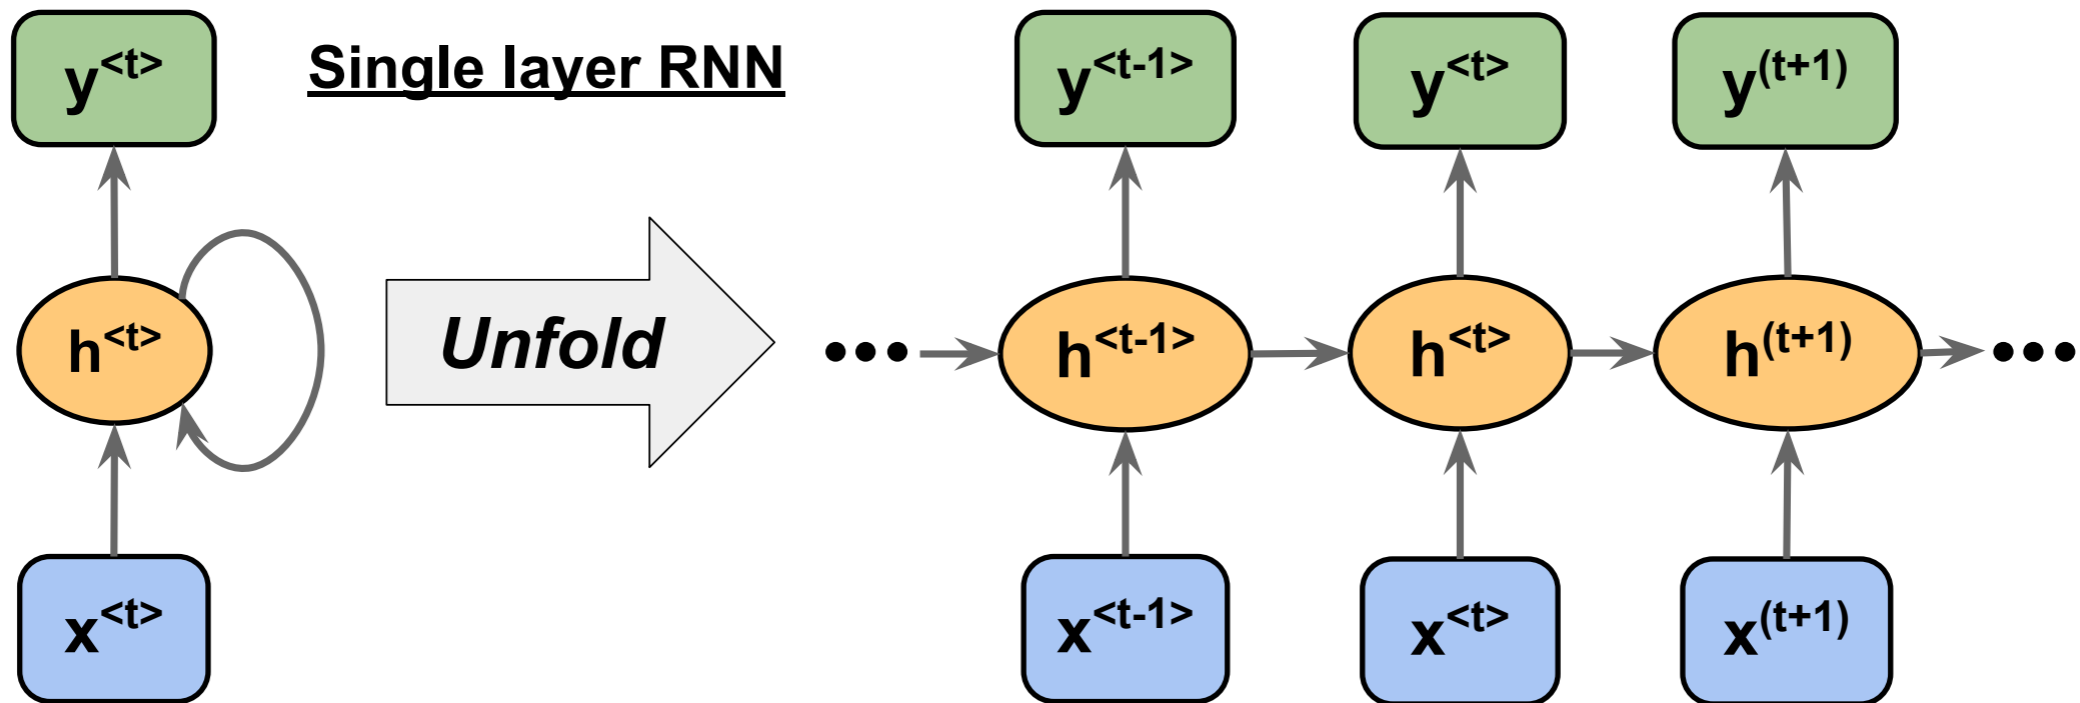 Single layer RNN
y<t>
h<t>
x<t>
Unfold
y<t-1>
y<t>
y(t+1)
h<t-1>
h<t>
h(t+1)
x<t-1>
x<t>
x(t+1)